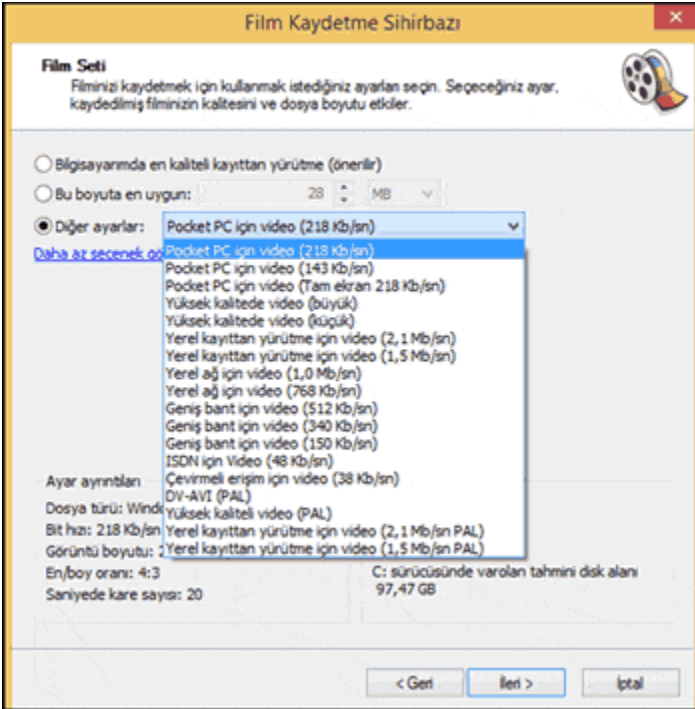 Film Kaydetme Sihirbazı
Film Seti
Filminizi kaydetmek için kullanmak istediğiniz ayarları seçin. Seçeceğiniz ayar,
kaydedilmiş filminizin kalitesini ve dosya boyutu etkiler.
Bilgisayarımda en kaliteli kayıttan yürütme (önerilir)
Bu boyuta en uygun: 28 MB
Diğer ayarlar: Pocket PC için video (218 Kb/sn)
Daha az seçenek gö
Pocket PC için video (218 Kb/sn)
Pocket PC için video (143 Kb/sn)
Pocket PC için video (Tam ekran 218 Kb/sn)
Yüksek kalitede video (büyük)
Yüksek kalitede video (küçük)
Yerel kayıttan yürütme için video (2,1 Mb/sn)
Yerel kayıttan yürütme için video (1,5 Mb/sn)
Yerel ağ için video (1,0 Mb/sn)
Yerel ağ için video (768 Kb/sn)
Geniş bant için video (512 Kb/sn)
Geniş bant için video (340 Kb/sn)
Geniş bant için video (150 Kb/sn)
ISDN için Video (48 Kb/sn)
Çevirmeli erişim için video (38 Kb/sn)
DV-AVI (PAL)
Yüksek kaliteli video (PAL)
Yerel kayıttan yürütme için video (2,1 Mb/sn PAL)
Yerel kayıttan yürütme için video (1,5 Mb/sn PAL)
Ayar ayrıntıları
Dosya türü: Windo
Bit hızı: 218 Kb/sn
Görüntü boyutu: 2
En/boy oranı: 4:3
Saniyede kare sayısı: 20
C: sürücüsünde varolan tahmini disk alanı
97,47 GB
< Geri
İleri >
İptal